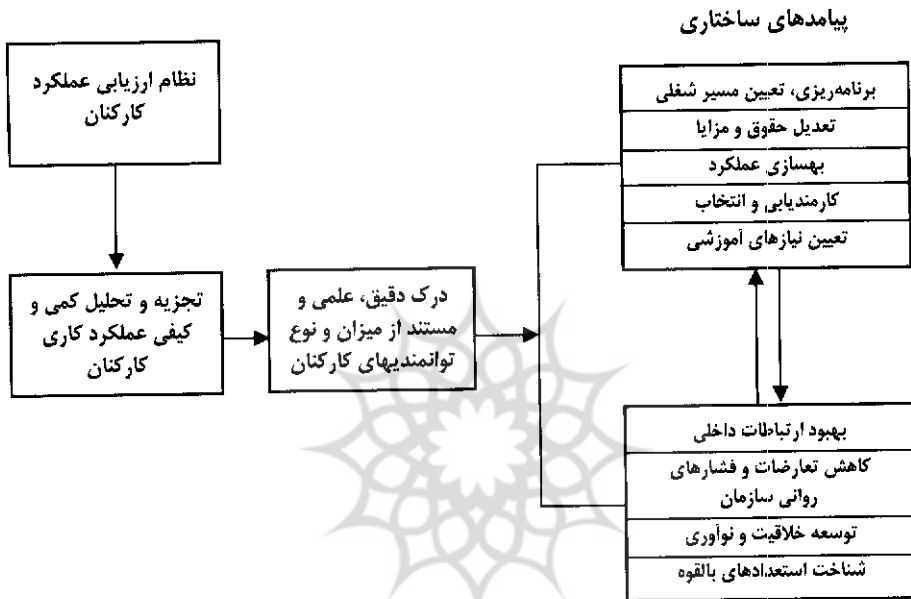 پیامدهای ساختاری
نظام ارزیابی عملکرد
کارکنان
برنامه‌ریزی، تعیین مسیر شغلی
تعدیل حقوق و مزایا
بهسازی عملکرد
کارمندیابی و انتخاب
تعیین نیازهای آموزشی
تجزیه و تحلیل کمی و
کیفی عملکرد کاری
کارکنان
درک دقیق، علمی و
مستند از میزان و نوع
توانمندیهای کارکنان
بهبود ارتباطات داخلی
کاهش تعارضات و فشارهای
روانی سازمان
توسعه خلاقیت و نوآوری
شناخت استعدادهای بالقوه